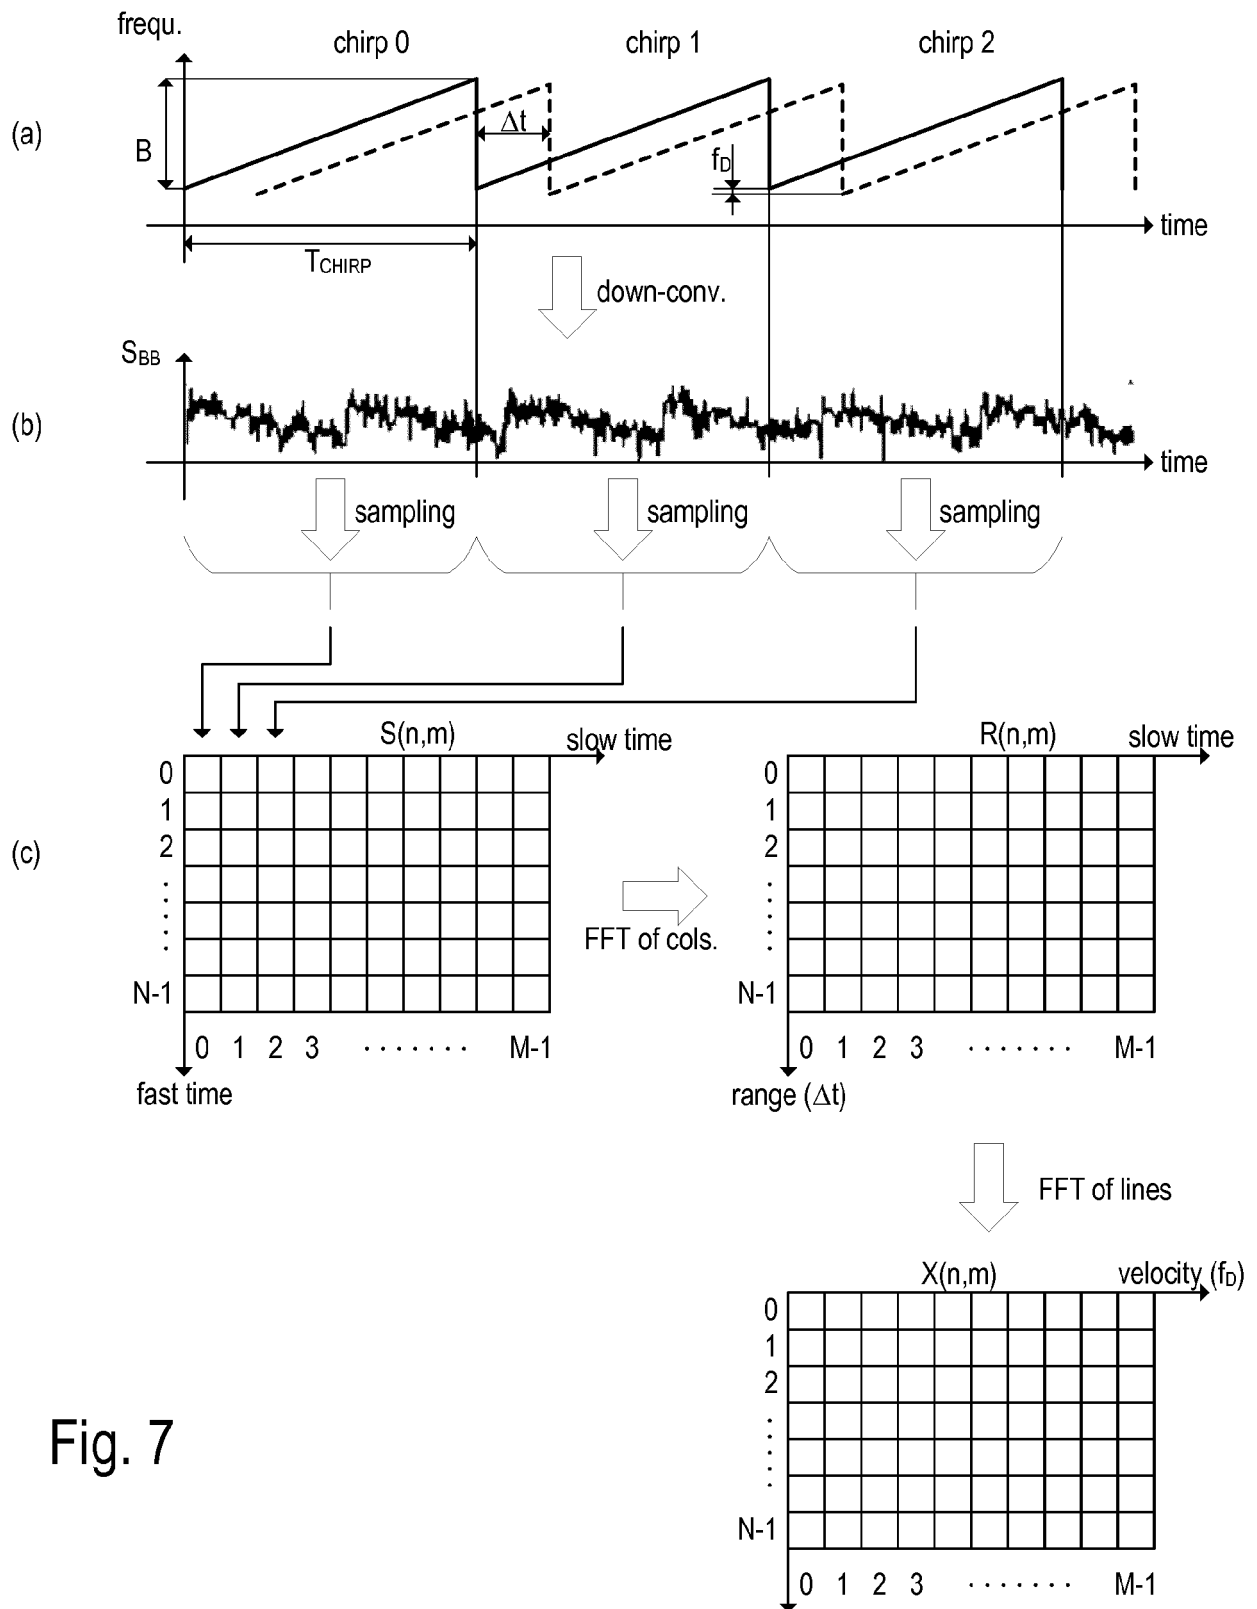 frequ.
chirp 0 chirp 1 chirp 2
(a)
B
Δt
fD
time
TCHIRP
down-conv.
SBB
(b)
time
sampling sampling sampling
S(n,m) slow time
R(n,m) slow time
(c)
0
1
2
. . . . .
N-1
0 1 2 3 . . . . . . . M-1
fast time
FFT of cols.
0
1
2
. . . . .
N-1
0 1 2 3 . . . . . . . M-1
range (Δt)
FFT of lines
X(n,m) velocity (fD)
0
1
2
. . . . .
N-1
0 1 2 3 . . . . . . . M-1
Fig. 7